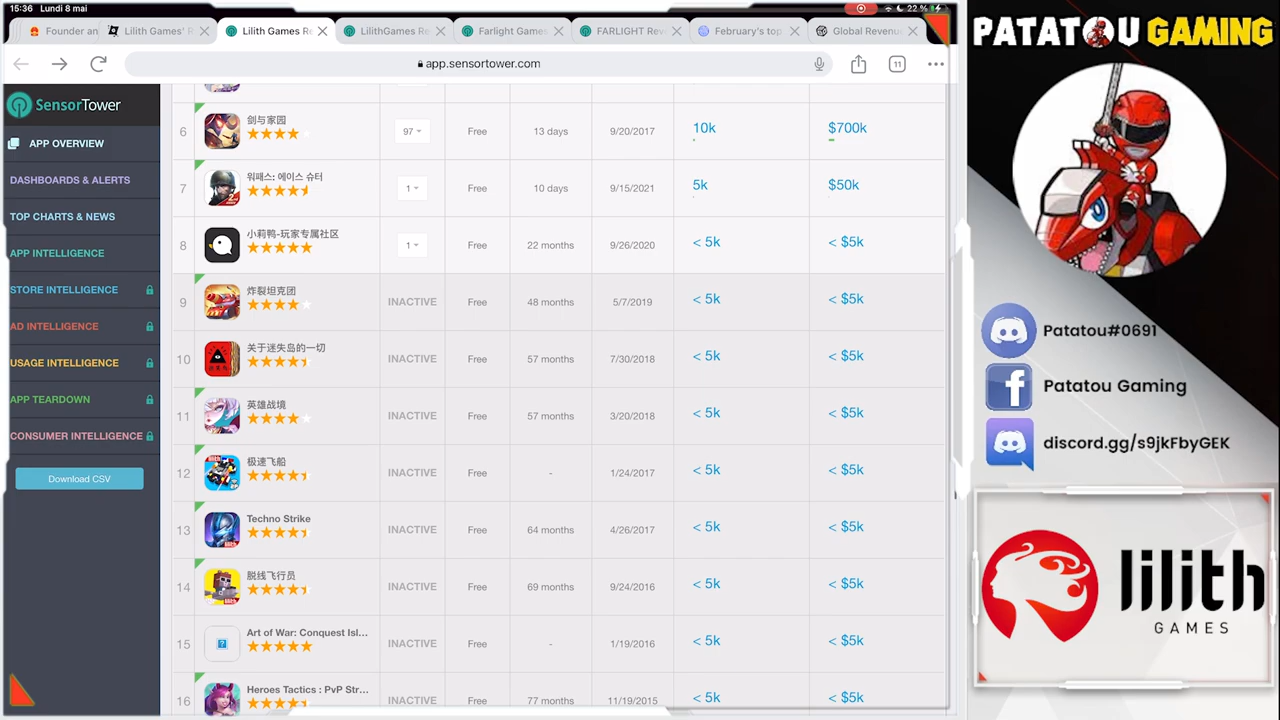 15:36 Lundi 8 mai
22 %
Founder an
Lilith Games' R
Lilith Games Re
LilithGames Re
Farlight Games
FARLIGHT Reve
February's top
Global Revenu
app.sensortower.com
11
SensorTower
APP OVERVIEW
DASHBOARDS & ALERTS
TOP CHARTS & NEWS
APP INTELLIGENCE
STORE INTELLIGENCE
AD INTELLIGENCE
USAGE INTELLIGENCE
APP TEARDOWN
CONSUMER INTELLIGENCE
Download CSV
6 剑与家园 97 Free 13 days 9/20/2017 10k $700k
7 워패스: 에이스 슈터 1 Free 10 days 9/15/2021 5k $50k
8 小莉鸭-玩家专属社区 1 Free 22 months 9/26/2020 < 5k < $5k
9 炸裂坦克团 INACTIVE Free 48 months 5/7/2019 < 5k < $5k
10 关于迷失岛的一切 INACTIVE Free 57 months 7/30/2018 < 5k < $5k
11 英雄战境 INACTIVE Free 57 months 3/20/2018 < 5k < $5k
12 极速飞船 INACTIVE Free - 1/24/2017 < 5k < $5k
13 Techno Strike INACTIVE Free 64 months 4/26/2017 < 5k < $5k
14 脱线飞行员 INACTIVE Free 69 months 9/24/2016 < 5k < $5k
15 Art of War: Conquest Isl... INACTIVE Free - 1/19/2016 < 5k < $5k
16 Heroes Tactics : PvP Str... INACTIVE Free 77 months 11/19/2015 < 5k < $5k
PATATOU GAMING
Patatou#0691
Patatou Gaming
discord.gg/s9jkFbyGEK
lilith
GAMES